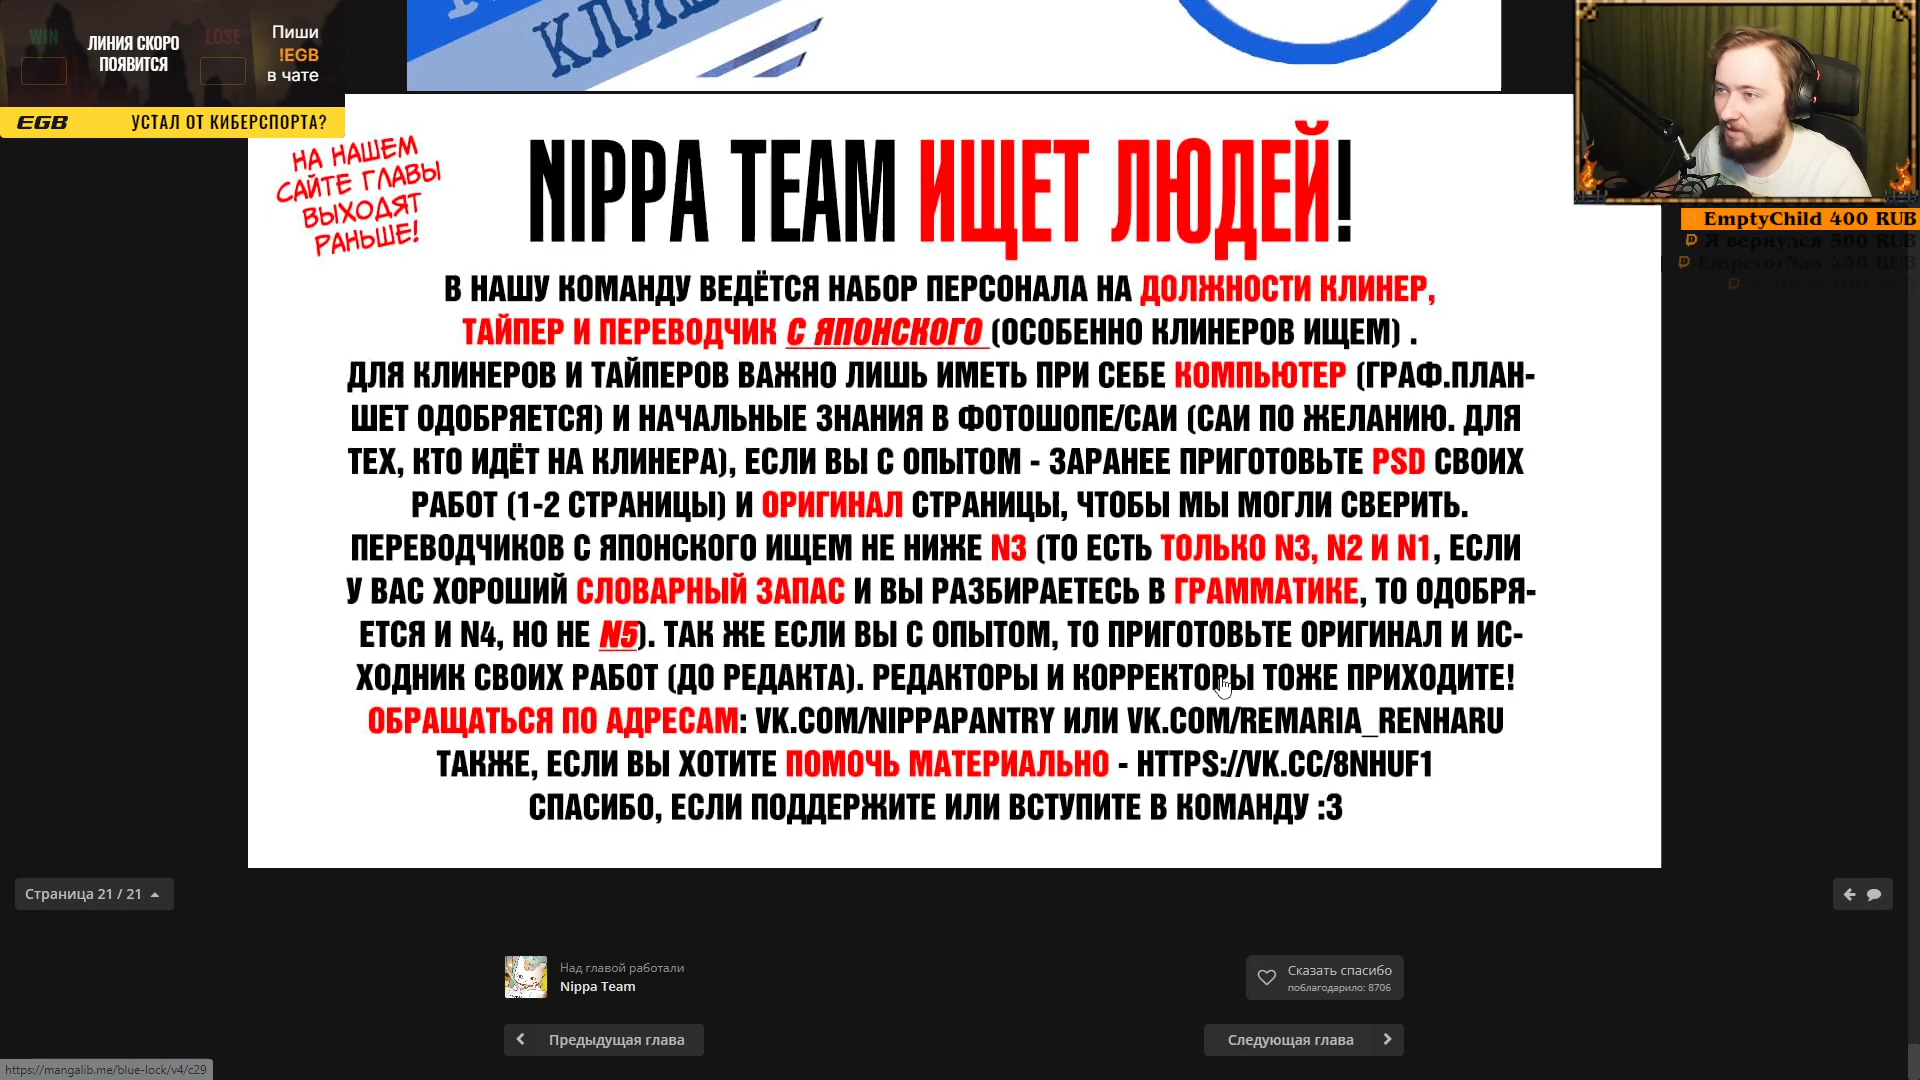 WIN
ЛИНИЯ СКОРО
ПОЯВИТСЯ
LOSE
Пиши
!EGB
в чате
EGB
УСТАЛ ОТ КИБЕРСПОРТА?
НА НАШЕМ
САЙТЕ ГЛАВЫ
ВЫХОДЯТ
РАНЬШЕ!
NIPPA TEAM ИЩЕТ ЛЮДЕЙ!
EmptyChild 400 RUB
Я вернулся 500 RUB
EmperorNao 400 RUB
В НАШУ КОМАНДУ ВЕДЁТСЯ НАБОР ПЕРСОНАЛА НА ДОЛЖНОСТИ КЛИНЕР,
ТАЙПЕР И ПЕРЕВОДЧИК С ЯПОНСКОГО (ОСОБЕННО КЛИНЕРОВ ИЩЕМ) .
ДЛЯ КЛИНЕРОВ И ТАЙПЕРОВ ВАЖНО ЛИШЬ ИМЕТЬ ПРИ СЕБЕ КОМПЬЮТЕР (ГРАФ.ПЛАН-
ШЕТ ОДОБРЯЕТСЯ) И НАЧАЛЬНЫЕ ЗНАНИЯ В ФОТОШОПЕ/САИ (САИ ПО ЖЕЛАНИЮ. ДЛЯ
ТЕХ, КТО ИДЁТ НА КЛИНЕРА), ЕСЛИ ВЫ С ОПЫТОМ - ЗАРАНЕЕ ПРИГОТОВЬТЕ PSD СВОИХ
РАБОТ (1-2 СТРАНИЦЫ) И ОРИГИНАЛ СТРАНИЦЫ, ЧТОБЫ МЫ МОГЛИ СВЕРИТЬ.
ПЕРЕВОДЧИКОВ С ЯПОНСКОГО ИЩЕМ НЕ НИЖЕ N3 (ТО ЕСТЬ ТОЛЬКО N3, N2 И N1, ЕСЛИ
У ВАС ХОРОШИЙ СЛОВАРНЫЙ ЗАПАС И ВЫ РАЗБИРАЕТЕСЬ В ГРАММАТИКЕ, ТО ОДОБРЯ-
ЕТСЯ И N4, НО НЕ N5). ТАК ЖЕ ЕСЛИ ВЫ С ОПЫТОМ, ТО ПРИГОТОВЬТЕ ОРИГИНАЛ И ИС-
ХОДНИК СВОИХ РАБОТ (ДО РЕДАКТА). РЕДАКТОРЫ И КОРРЕКТОРЫ ТОЖЕ ПРИХОДИТЕ!
ОБРАЩАТЬСЯ ПО АДРЕСАМ: VK.COM/NIPPAPANTRY ИЛИ VK.COM/REMARIA_RENHARU
ТАКЖЕ, ЕСЛИ ВЫ ХОТИТЕ ПОМОЧЬ МАТЕРИАЛЬНО - HTTPS://VK.CC/8NHUF1
СПАСИБО, ЕСЛИ ПОДДЕРЖИТЕ ИЛИ ВСТУПИТЕ В КОМАНДУ :3
Страница 21 / 21
Над главой работали
Nippa Team
Сказать спасибо
поблагодарило: 8706
Предыдущая глава
Следующая глава
https://mangalib.me/blue-lock/v4/c29